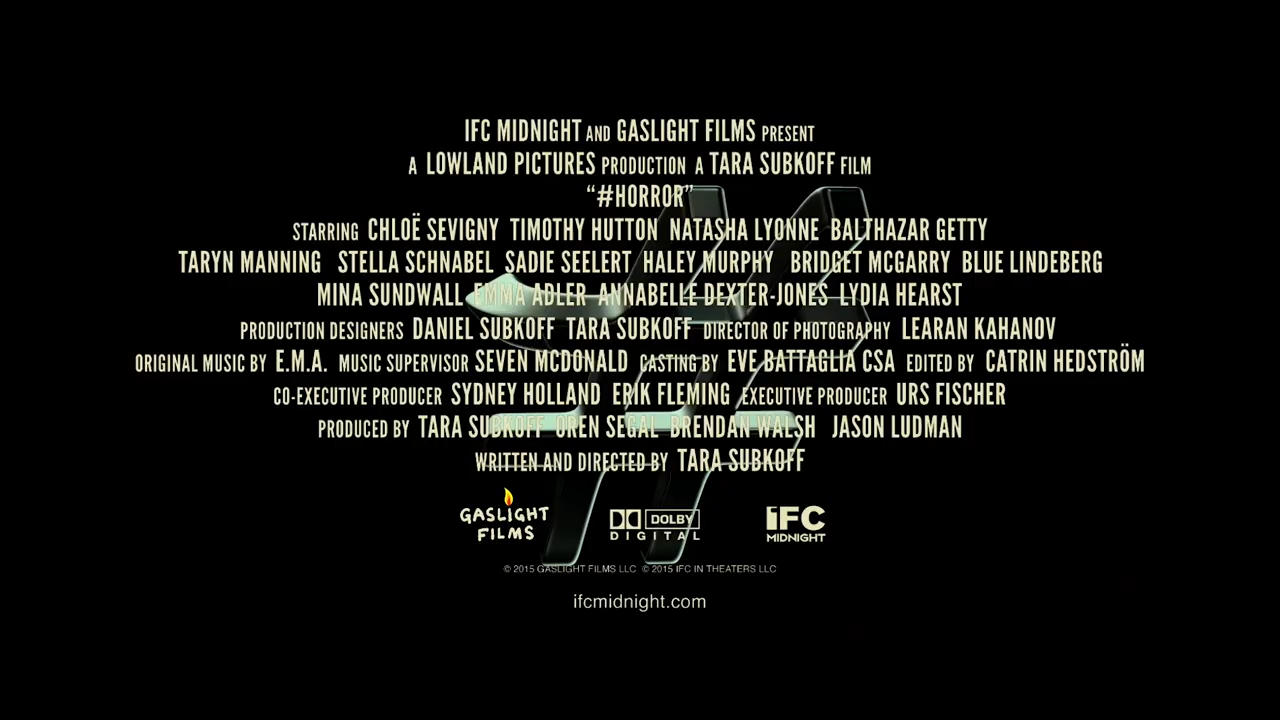 IFC MIDNIGHT AND GASLIGHT FILMS PRESENT
A LOWLAND PICTURES PRODUCTION A TARA SUBKOFF FILM
“#HORROR”
STARRING CHLOË SEVIGNY TIMOTHY HUTTON NATASHA LYONNE BALTHAZAR GETTY
TARYN MANNING STELLA SCHNABEL SADIE SEELERT HALEY MURPHY BRIDGET MCGARRY BLUE LINDEBERG
MINA SUNDWALL EMMA ADLER ANNABELLE DEXTER-JONES LYDIA HEARST
PRODUCTION DESIGNERS DANIEL SUBKOFF TARA SUBKOFF DIRECTOR OF PHOTOGRAPHY LEARAN KAHANOV
ORIGINAL MUSIC BY E.M.A. MUSIC SUPERVISOR SEVEN MCDONALD CASTING BY EVE BATTAGLIA CSA EDITED BY CATRIN HEDSTRÖM
CO-EXECUTIVE PRODUCER SYDNEY HOLLAND ERIK FLEMING EXECUTIVE PRODUCER URS FISCHER
PRODUCED BY TARA SUBKOFF OREN SEGAL BRENDAN WALSH JASON LUDMAN
WRITTEN AND DIRECTED BY TARA SUBKOFF
GASLIGHT FILMS
DOLBY DIGITAL
IFC MIDNIGHT
© 2015 GASLIGHT FILMS LLC © 2015 IFC IN THEATERS LLC
ifcmidnight.com